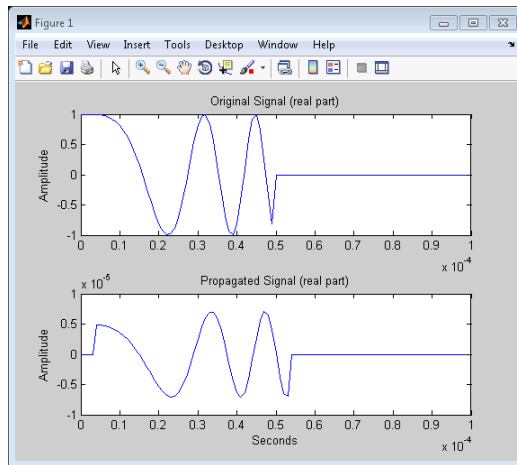 Figure 1
File Edit View Insert Tools Desktop Window Help
Original Signal (real part)
1
0.5
0
-0.5
-1
Amplitude
0 0.1 0.2 0.3 0.4 0.5 0.6 0.7 0.8 0.9 1
x 10^-4
x 10^-5
Propagated Signal (real part)
1
0.5
0
-0.5
-1
Amplitude
0 0.1 0.2 0.3 0.4 0.5 0.6 0.7 0.8 0.9 1
Seconds
x 10^-4